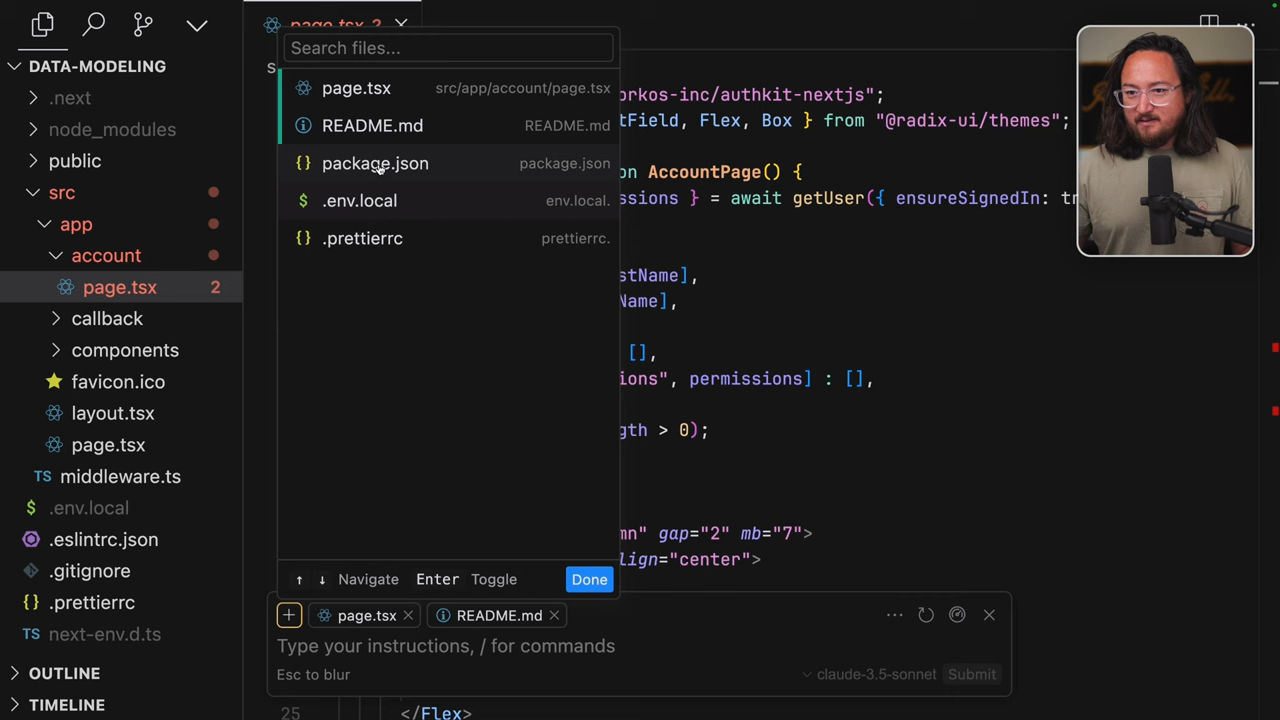 page.tsx 2
DATA-MODELING
.next
node_modules
public
src
app
account
page.tsx 2
callback
components
favicon.ico
layout.tsx
page.tsx
TS middleware.ts
$ .env.local
.eslintrc.json
.gitignore
{} .prettierrc
TS next-env.d.ts
OUTLINE
TIMELINE
Search files...
page.tsx src/app/account/page.tsx
README.md README.md
{} package.json package.json
$ .env.local env.local.
{} .prettierrc prettierrc.
↑ ↓ Navigate Enter Toggle Done
orkos-inc/authkit-nextjs";
tField, Flex, Box } from "@radix-ui/themes";
on AccountPage() {
ssions } = await getUser({ ensureSignedIn: tr
stName],
Name],
[],
ions", permissions] : [],
gth > 0);
mn" gap="2" mb="7">
lign="center">
+ page.tsx × README.md ×
Type your instructions, / for commands
Esc to blur claude-3.5-sonnet Submit
25 </Flex>